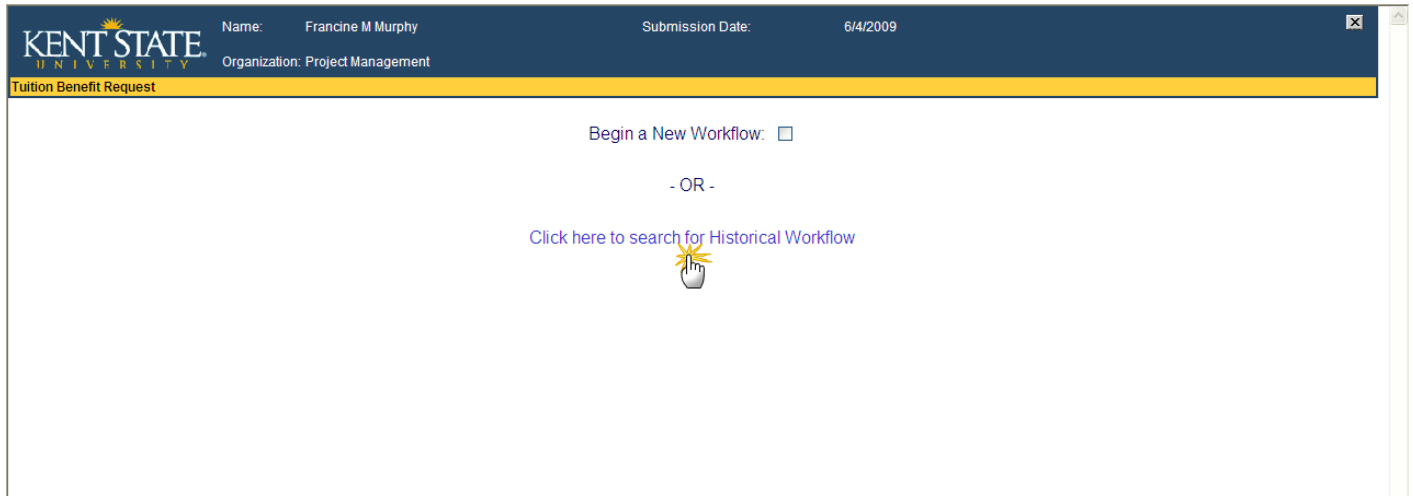 KENT STATE
UNIVERSITY
Name: Francine M Murphy Submission Date: 6/4/2009
Organization: Project Management
Tuition Benefit Request
Begin a New Workflow:
- OR -
Click here to search for Historical Workflow